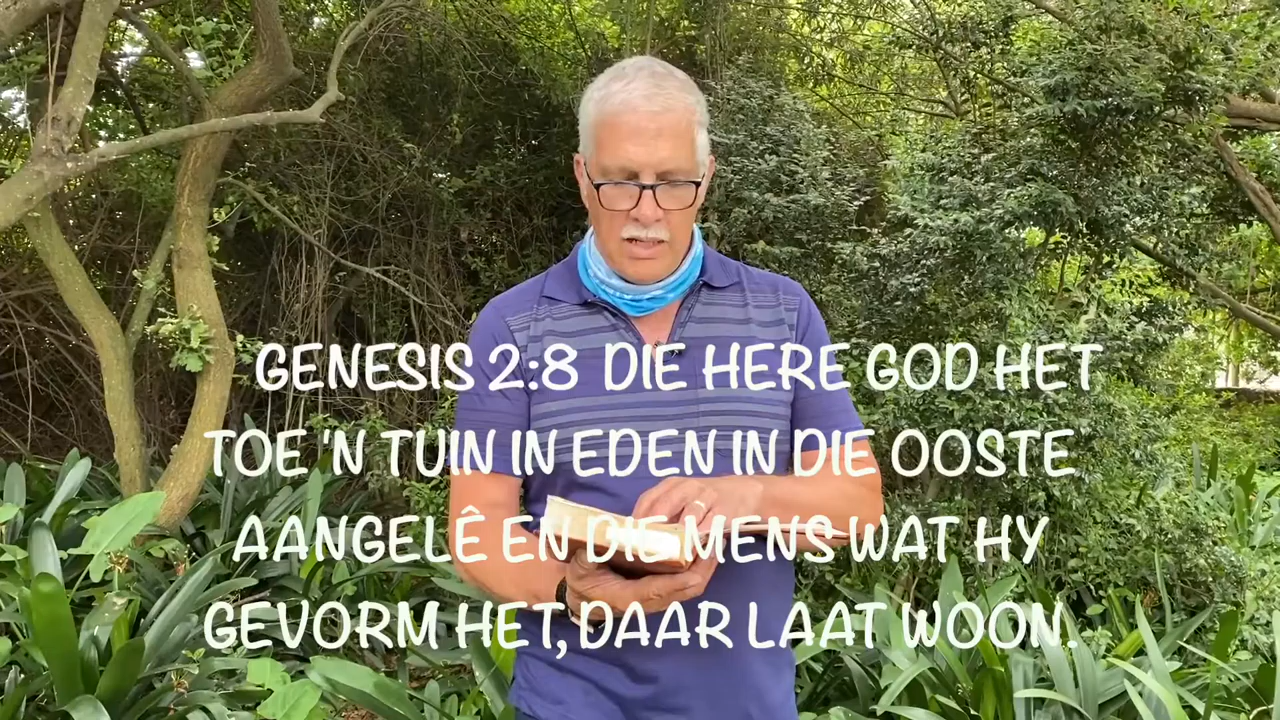 GENESIS 2:8 DIE HERE GOD HET
TOE 'N TUIN IN EDEN IN DIE OOSTE
AANGELÊ EN DIE MENS WAT HY
GEVORM HET, DAAR LAAT WOON.